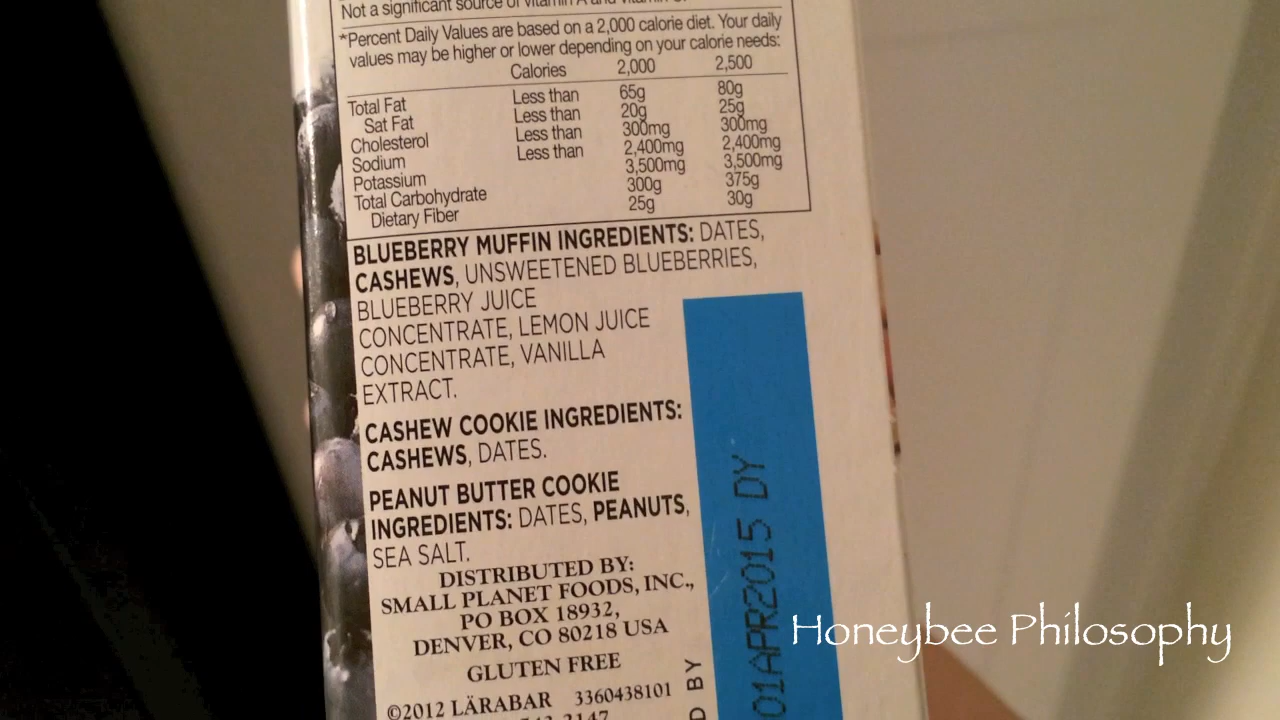 Not a significant source of vitamin A and vitamin
*Percent Daily Values are based on a 2,000 calorie diet. Your daily
values may be higher or lower depending on your calorie needs:
Calories 2,000 2,500
Total Fat Less than 65g 80g
Sat Fat Less than 20g 25g
Cholesterol Less than 300mg 300mg
Sodium Less than 2,400mg 2,400mg
Potassium 3,500mg 3,500mg
Total Carbohydrate 300g 375g
Dietary Fiber 25g 30g
BLUEBERRY MUFFIN INGREDIENTS: DATES,
CASHEWS, UNSWEETENED BLUEBERRIES,
BLUEBERRY JUICE
CONCENTRATE, LEMON JUICE
CONCENTRATE, VANILLA
EXTRACT.
CASHEW COOKIE INGREDIENTS:
CASHEWS, DATES.
PEANUT BUTTER COOKIE
INGREDIENTS: DATES, PEANUTS,
SEA SALT.
DISTRIBUTED BY:
SMALL PLANET FOODS, INC.,
PO BOX 18932,
DENVER, CO 80218 USA
GLUTEN FREE
©2012 LÄRABAR 3360438101
BY
01APR2015 DY
Honeybee Philosophy